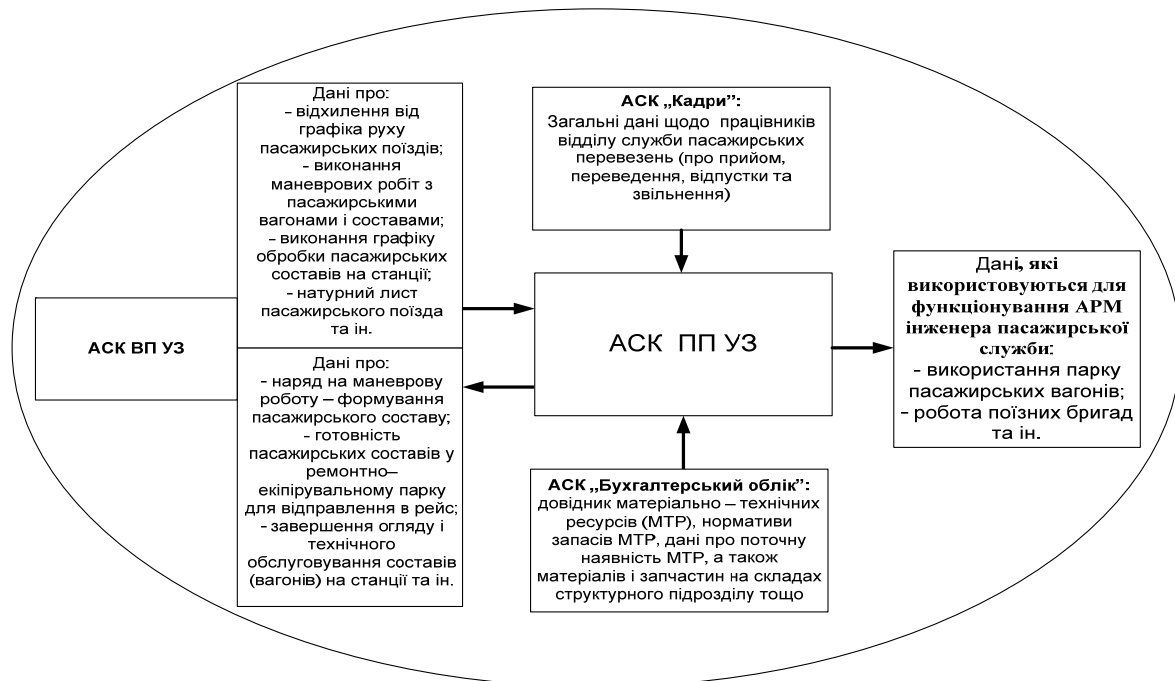 Дані про:
– відхилення від
графіка руху
пасажирських поїздів;
– виконання
маневрових робіт з
пасажирськими
вагонами і составами;
– виконання графіку
обробки пасажирських
составів на станції;
– натурний лист
пасажирського поїзда
та ін.
АСК ВП УЗ
Дані про:
– наряд на маневрову
роботу – формування
пасажирського составу;
– готовність
пасажирських составів у
ремонтно–
екіпірувальному парку
для відправлення в рейс;
– завершення огляду і
технічного
обслуговування составів
(вагонів) на станції та ін.
АСК „Кадри”:
Загальні дані щодо працівників
відділу служби пасажирських
перевезень (про прийом,
переведення, відпустки та
звільнення)
АСК ПП УЗ
АСК „Бухгалтерський облік”:
довідник матеріально – технічних
ресурсів (МТР), нормативи
запасів МТР, дані про поточну
наявність МТР, а також
матеріалів і запчастин на складах
структурного підрозділу тощо
Дані, які
використовуються для
функціонування АРМ
інженера пасажирської
служби:
- використання парку
пасажирських вагонів;
– робота поїзних бригад
та ін.